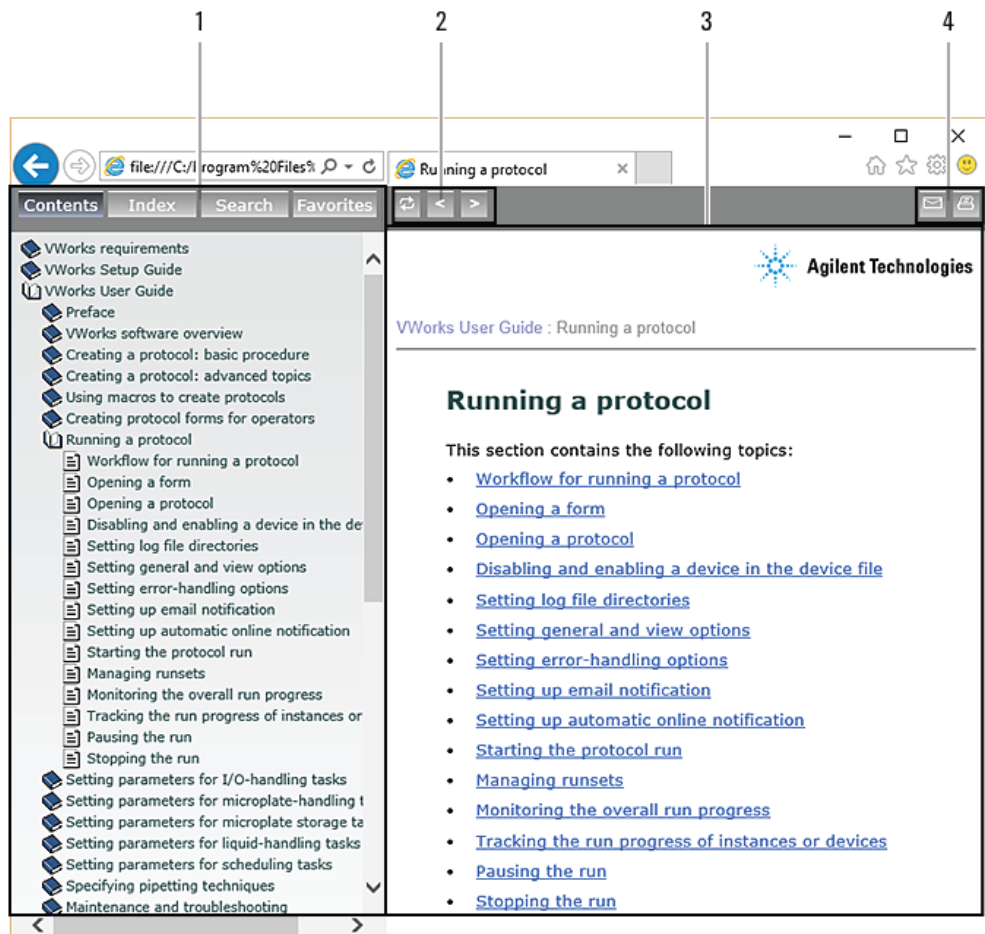 1 2 3 4
file:///C:/Program%20Files%
Running a protocol
Contents Index Search Favorites
< >
VWorks requirements
VWorks Setup Guide
VWorks User Guide
Preface
VWorks software overview
Creating a protocol: basic procedure
Creating a protocol: advanced topics
Using macros to create protocols
Creating protocol forms for operators
Running a protocol
Workflow for running a protocol
Opening a form
Opening a protocol
Disabling and enabling a device in the de
Setting log file directories
Setting general and view options
Setting error-handling options
Setting up email notification
Setting up automatic online notification
Starting the protocol run
Managing runsets
Monitoring the overall run progress
Tracking the run progress of instances or
Pausing the run
Stopping the run
Setting parameters for I/O-handling tasks
Setting parameters for microplate-handling t
Setting parameters for microplate storage ta
Setting parameters for liquid-handling tasks
Setting parameters for scheduling tasks
Specifying pipetting techniques
Maintenance and troubleshooting
Agilent Technologies
VWorks User Guide : Running a protocol
Running a protocol
This section contains the following topics:
• Workflow for running a protocol
• Opening a form
• Opening a protocol
• Disabling and enabling a device in the device file
• Setting log file directories
• Setting general and view options
• Setting error-handling options
• Setting up email notification
• Setting up automatic online notification
• Starting the protocol run
• Managing runsets
• Monitoring the overall run progress
• Tracking the run progress of instances or devices
• Pausing the run
• Stopping the run